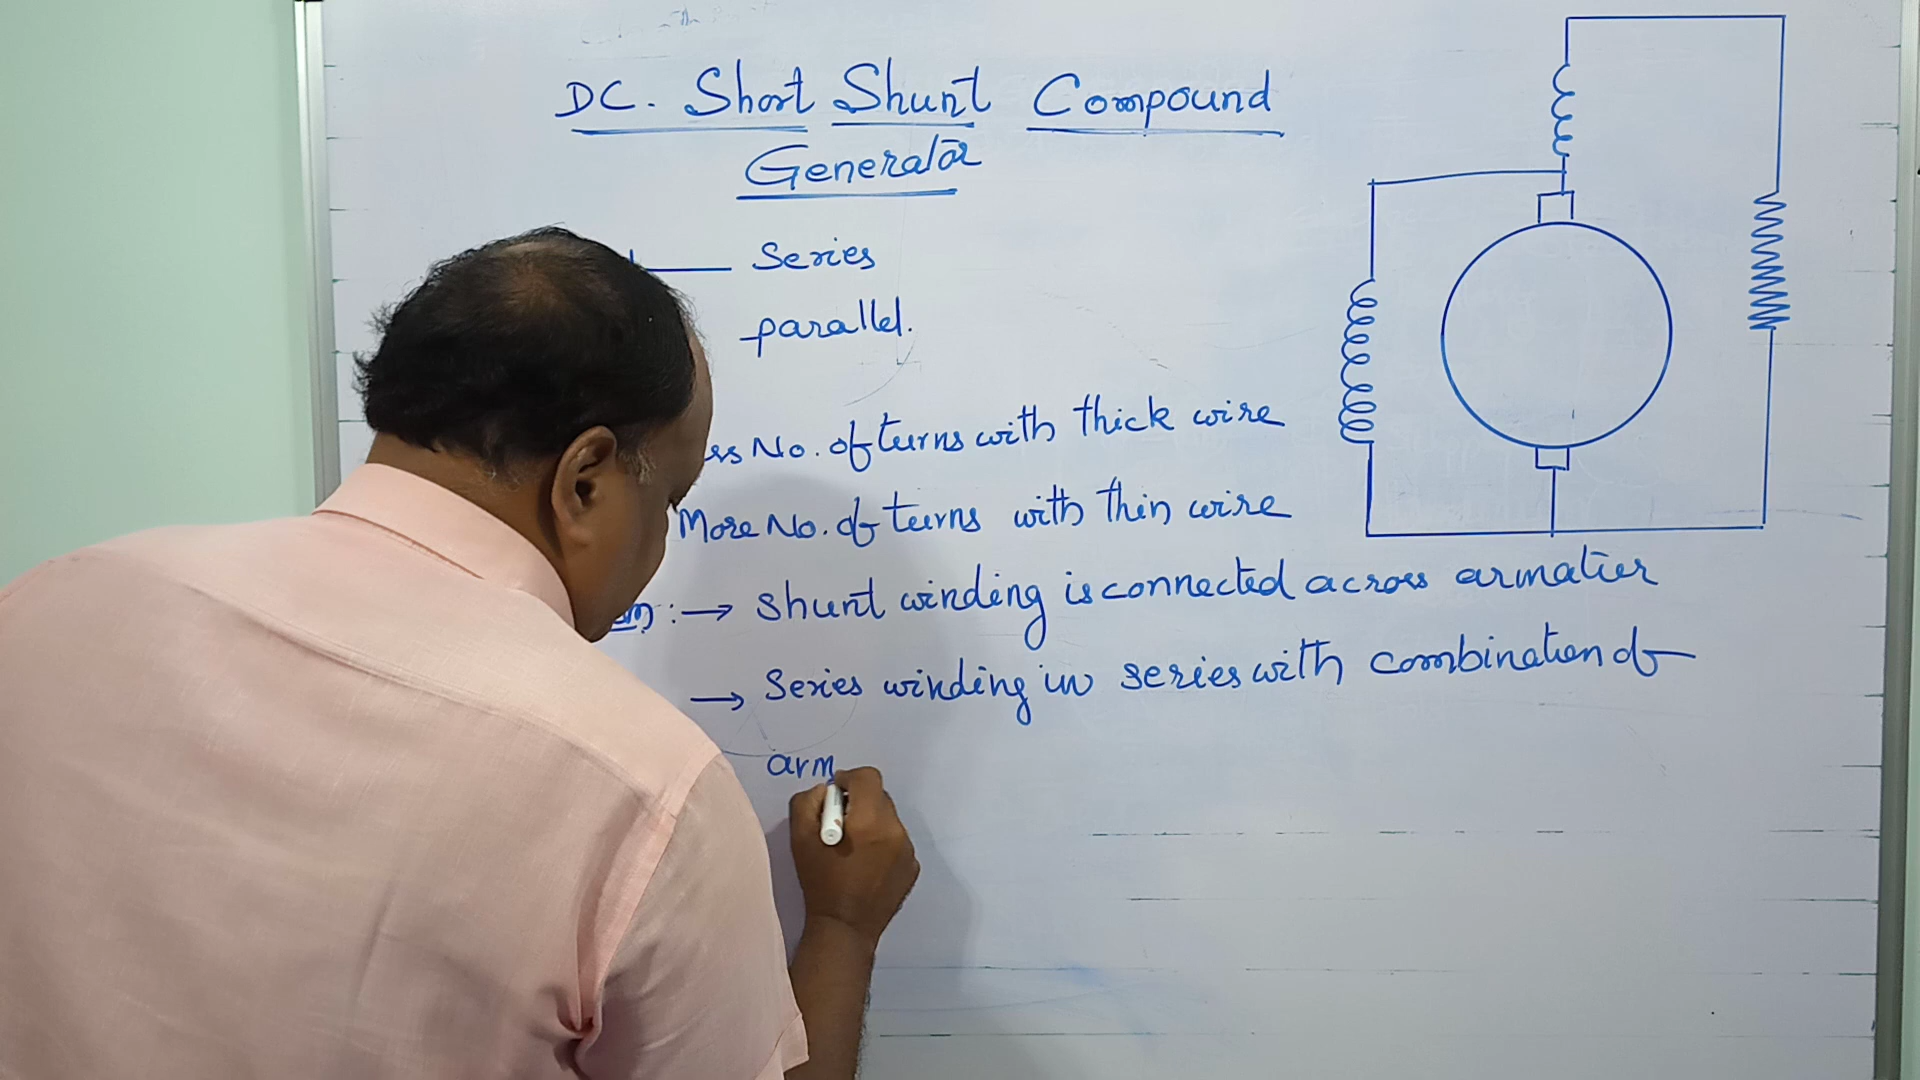 DC. Short Shunt Compound
Generator
Series
parallel.
No. of turns with thick wire
More No. of turns with thin wire
:→ Shunt winding is connected across armatur
→ Series winding in series with combination of
arm